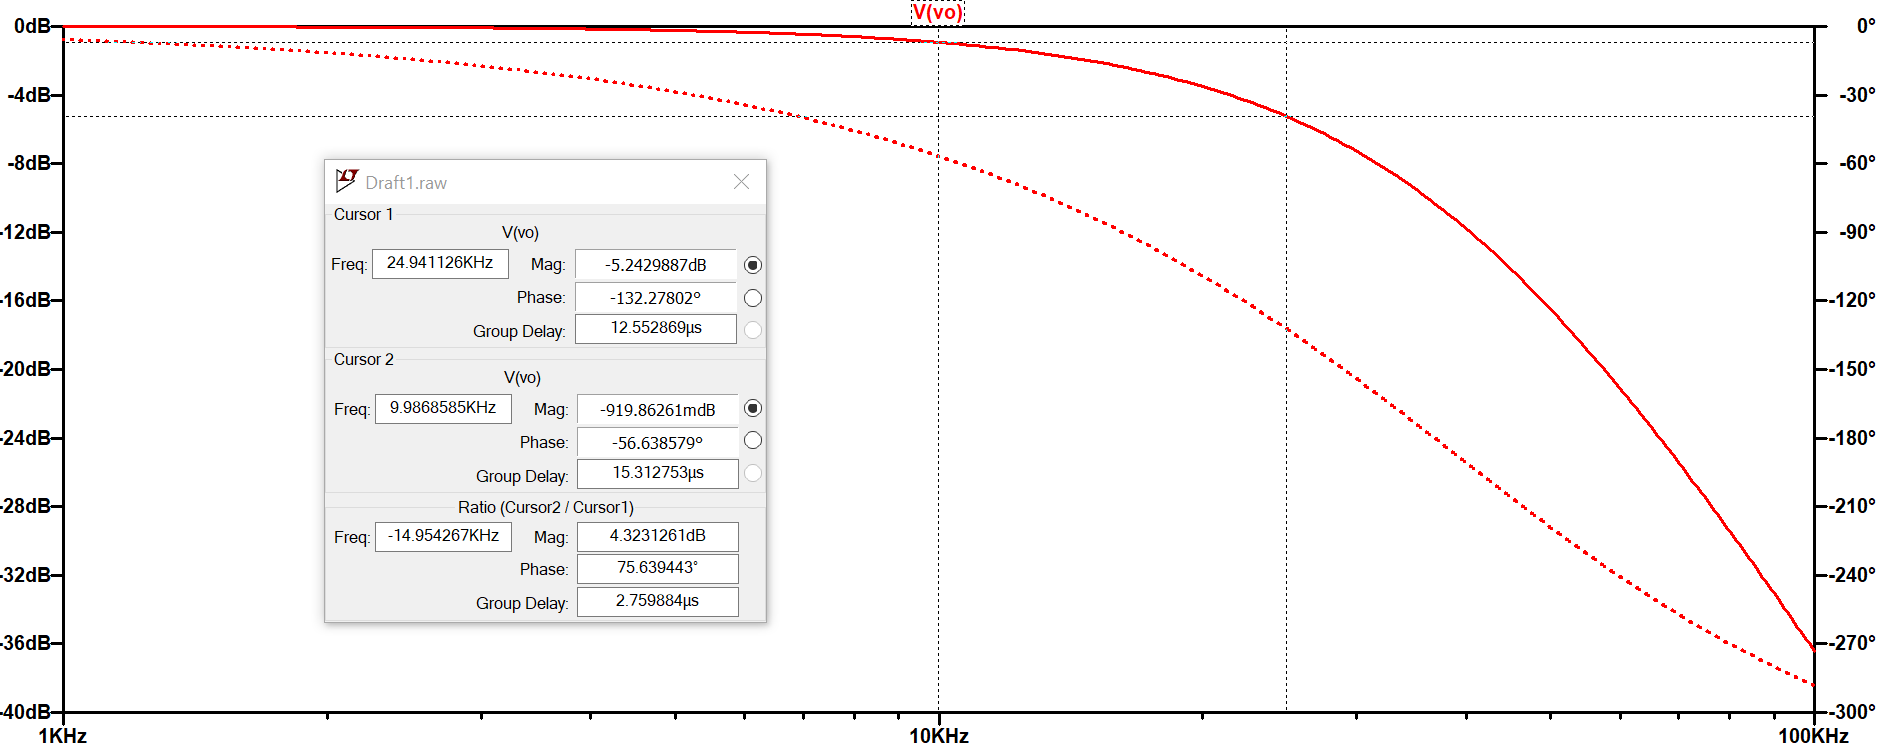 V(vo)
0dB
0°
-4dB
-30°
-8dB
-60°
-12dB
-90°
-16dB
-120°
-20dB
-150°
-24dB
-180°
-28dB
-210°
-32dB
-240°
-36dB
-270°
-40dB
-300°
1KHz
10KHz
100KHz
Draft1.raw
Cursor 1
V(vo)
Freq: 24.941126KHz Mag: -5.2429887dB
Phase: -132.27802°
Group Delay: 12.552869µs
Cursor 2
V(vo)
Freq: 9.9868585KHz Mag: -919.86261mdB
Phase: -56.638579°
Group Delay: 15.312753µs
Ratio (Cursor2 / Cursor1)
Freq: -14.954267KHz Mag: 4.3231261dB
Phase: 75.639443°
Group Delay: 2.759884µs